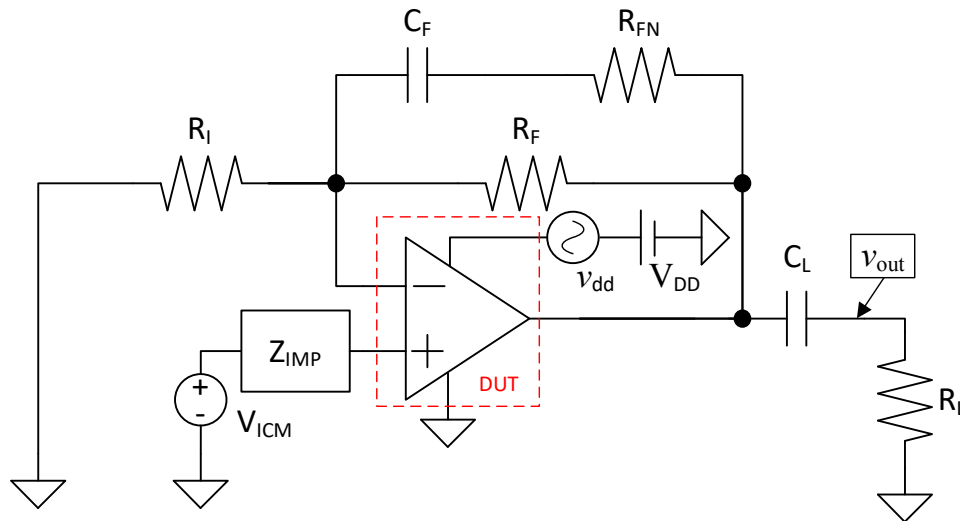 C_F
R_FN
R_I
R_F
v_dd
V_DD
C_L
v_out
Z_IMP
DUT
+
-
V_ICM